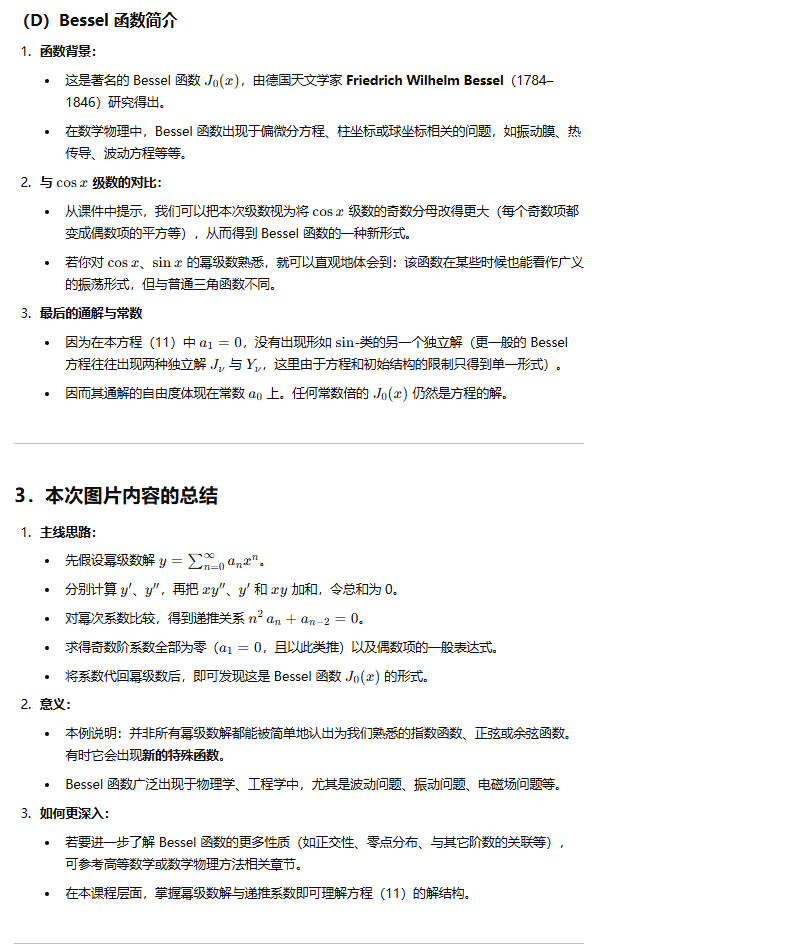 （D）Bessel 函数简介
1. 函数背景：
• 这是著名的 Bessel 函数 J₀(x)，由德国天文学家 Friedrich Wilhelm Bessel（1784–
1846）研究得出。
• 在数学物理中，Bessel 函数出现于偏微分方程、柱坐标或球坐标相关的问题，如振动膜、热
传导、波动方程等等。
2. 与 cos x 级数的对比：
• 从课件中提示，我们可以把本次级数视为将 cos x 级数的奇数分母改得更大（每个奇数项都
变成偶数项的平方等），从而得到 Bessel 函数的一种新形式。
• 若你对 cos x、sin x 的幂级数熟悉，就可以直观地体会到：该函数在某些时候也能看作广义
的振荡形式，但与普通三角函数不同。
3. 最后的通解与常数
• 因为在本方程（11）中 a₁ = 0，没有出现形如 sin-类的另一个独立解（更一般的 Bessel
方程往往出现两种独立解 J_ν 与 Y_ν，这里由于方程和初始结构的限制只得到单一形式）。
• 因而其通解的自由度体现在常数 a₀ 上。任何常数倍的 J₀(x) 仍然是方程的解。
3．本次图片内容的总结
1. 主线思路：
• 先假设幂级数解 y = ∑_{n=0}^{∞} aₙxⁿ。
• 分别计算 y′、y′′，再把 xy′′、y′ 和 xy 加和，令总和为 0。
• 对幂次系数比较，得到递推关系 n² aₙ + aₙ₋₂ = 0。
• 求得奇数阶系数全部为零（a₁ = 0，且以此类推）以及偶数项的一般表达式。
• 将系数代回幂级数后，即可发现这是 Bessel 函数 J₀(x) 的形式。
2. 意义：
• 本例说明：并非所有幂级数解都能被简单地认出为我们熟悉的指数函数、正弦或余弦函数。
有时它会出现新的特殊函数。
• Bessel 函数广泛出现于物理学、工程学中，尤其是波动问题、振动问题、电磁场问题等。
3. 如何更深入：
• 若要进一步了解 Bessel 函数的更多性质（如正交性、零点分布、与其它阶数的关联等），
可参考高等数学或数学物理方法相关章节。
• 在本课程层面，掌握幂级数解与递推系数即可理解方程（11）的解结构。